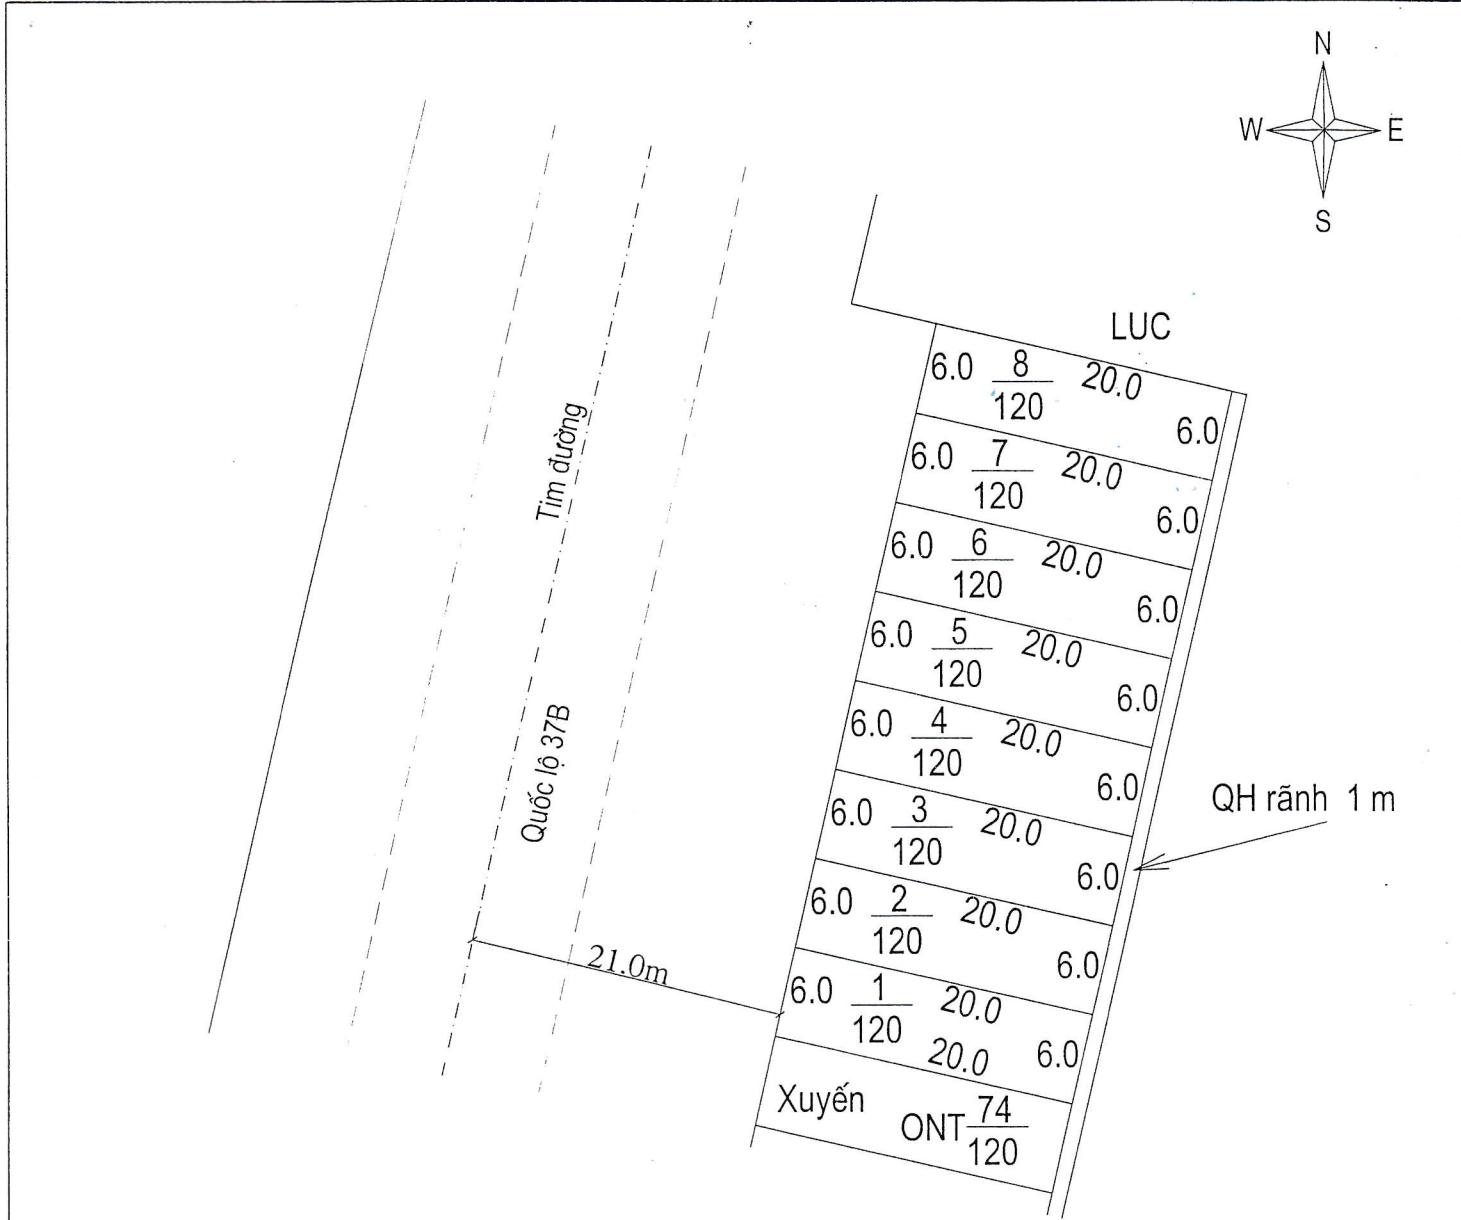 N
W E
S
LUC
6.0 8 20.0
120 6.0
6.0 7 20.0
120 6.0
6.0 6 20.0
120 6.0
6.0 5 20.0
120 6.0
6.0 4 20.0
120 6.0
6.0 3 20.0
120 6.0
6.0 2 20.0
120 6.0
6.0 1 20.0
120 20.0 6.0
Xuyến ONT 74
120
QH rãnh 1 m
Tim đường
Quốc lộ 37B
21.0m